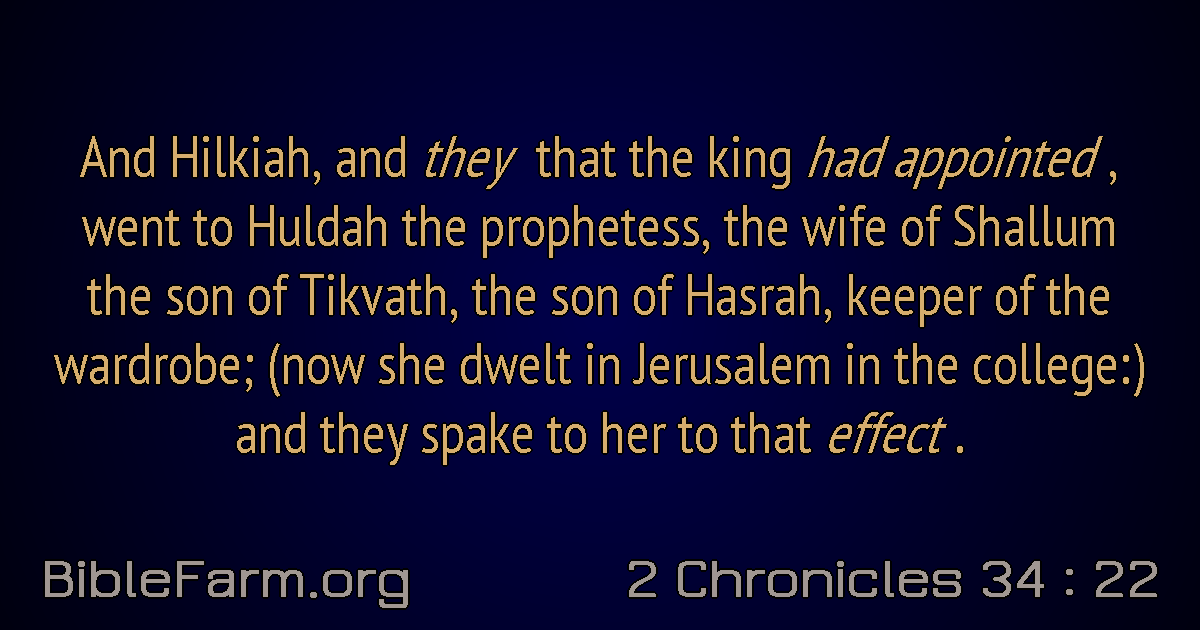 And Hilkiah, and they that the king had appointed ,
went to Huldah the prophetess, the wife of Shallum
the son of Tikvath, the son of Hasrah, keeper of the
wardrobe; (now she dwelt in Jerusalem in the college:)
and they spake to her to that effect .
BibleFarm.org
2 Chronicles 34 : 22